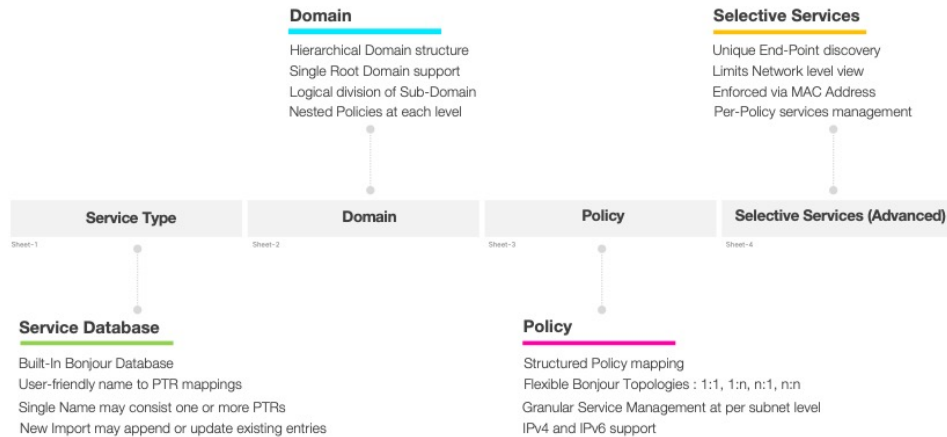 Domain
Hierarchical Domain structure
Single Root Domain support
Logical division of Sub-Domain
Nested Policies at each level
Selective Services
Unique End-Point discovery
Limits Network level view
Enforced via MAC Address
Per-Policy services management
Service Type
Domain
Policy
Selective Services (Advanced)
Sheet-1
Sheet-2
Sheet-3
Sheet-4
Service Database
Built-In Bonjour Database
User-friendly name to PTR mappings
Single Name may consist one or more PTRs
New Import may append or update existing entries
Policy
Structured Policy mapping
Flexible Bonjour Topologies : 1:1, 1:n, n:1, n:n
Granular Service Management at per subnet level
IPv4 and IPv6 support